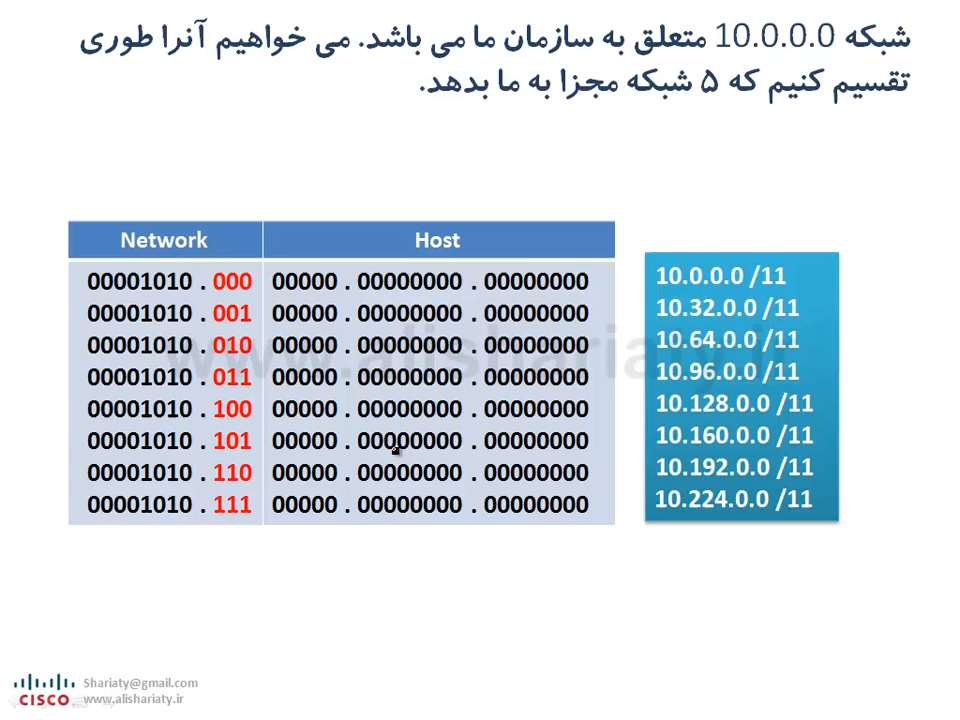 شبکه 10.0.0.0 متعلق به سازمان ما می باشد. می خواهیم آنرا طوری
تقسیم کنیم که ۵ شبکه مجزا به ما بدهد.
Network Host
00001010 . 000 00000 . 00000000 . 00000000
00001010 . 001 00000 . 00000000 . 00000000
00001010 . 010 00000 . 00000000 . 00000000
00001010 . 011 00000 . 00000000 . 00000000
00001010 . 100 00000 . 00000000 . 00000000
00001010 . 101 00000 . 00000000 . 00000000
00001010 . 110 00000 . 00000000 . 00000000
00001010 . 111 00000 . 00000000 . 00000000
10.0.0.0 /11
10.32.0.0 /11
10.64.0.0 /11
10.96.0.0 /11
10.128.0.0 /11
10.160.0.0 /11
10.192.0.0 /11
10.224.0.0 /11
www.alishariaty.ir
CISCO
Shariaty@gmail.com
www.alishariaty.ir